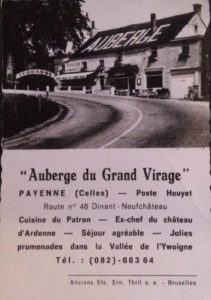 AUBERGE
TERRASSE
"Auberge du Grand Virage"
PAYENNE (Celles) — Poste Houyet
Route n° 48 Dinant - Neufchâteau
Cuisine du Patron — Ex-chef du château
d'Ardenne — Séjour agréable — Jolies
promenades dans la Vallée de l'Ywoigne
Tél. : (082)-663 64
Anciens Ets. Ern. Thill s. a. - Bruxelles